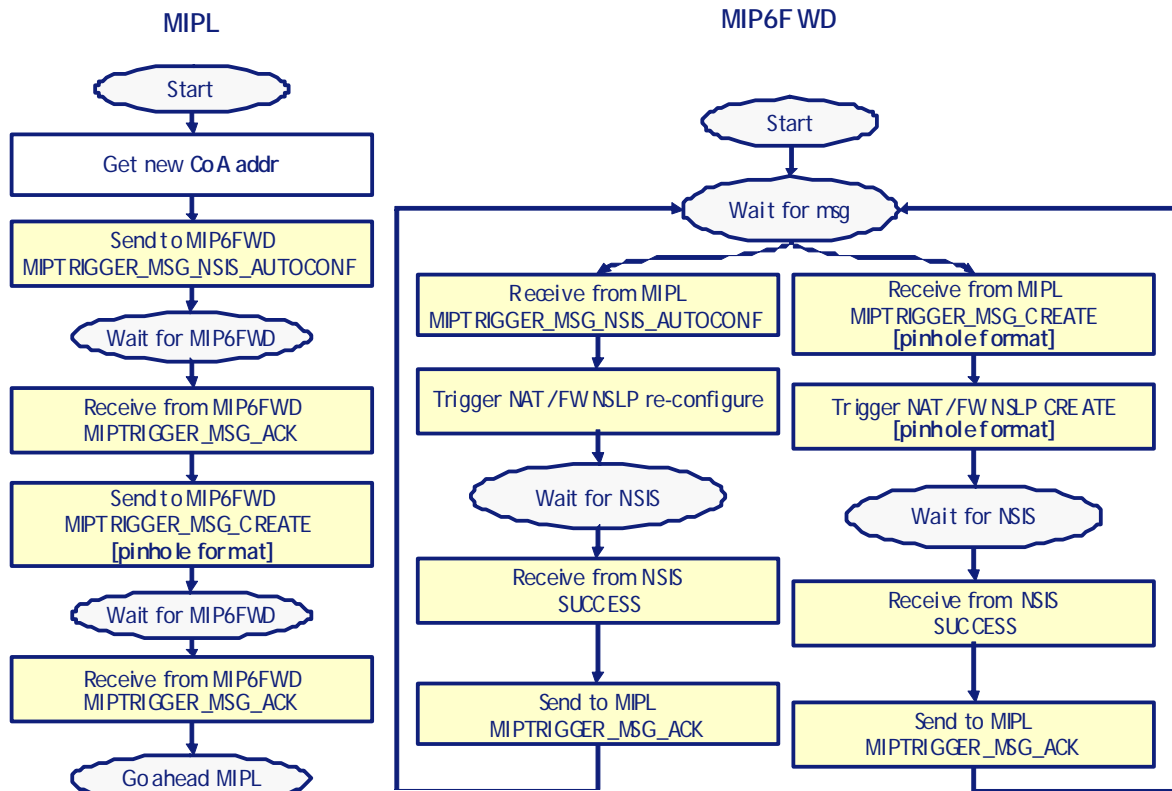 MIPL
Start
Get new CoA addr
Send to MIP6FWD
MIPTRIGGER_MSG_NSIS_AUTOCONF
Wait for MIP6FWD
Receive from MIP6FWD
MIPTRIGGER_MSG_ACK
Send to MIP6FWD
MIPTRIGGER_MSG_CREATE
[pinhole format]
Wait for MIP6FWD
Receive from MIP6FWD
MIPTRIGGER_MSG_ACK
Go ahead MIPL
MIP6FWD
Start
Wait for msg
Receive from MIPL
MIPTRIGGER_MSG_NSIS_AUTOCONF
Trigger NAT/FW NSLP re-configure
Wait for NSIS
Receive from NSIS
SUCCESS
Send to MIPL
MIPTRIGGER_MSG_ACK
Receive from MIPL
MIPTRIGGER_MSG_CREATE
[pinhole format]
Trigger NAT/FW NSLP CREATE
[pinhole format]
Wait for NSIS
Receive from NSIS
SUCCESS
Send to MIPL
MIPTRIGGER_MSG_ACK